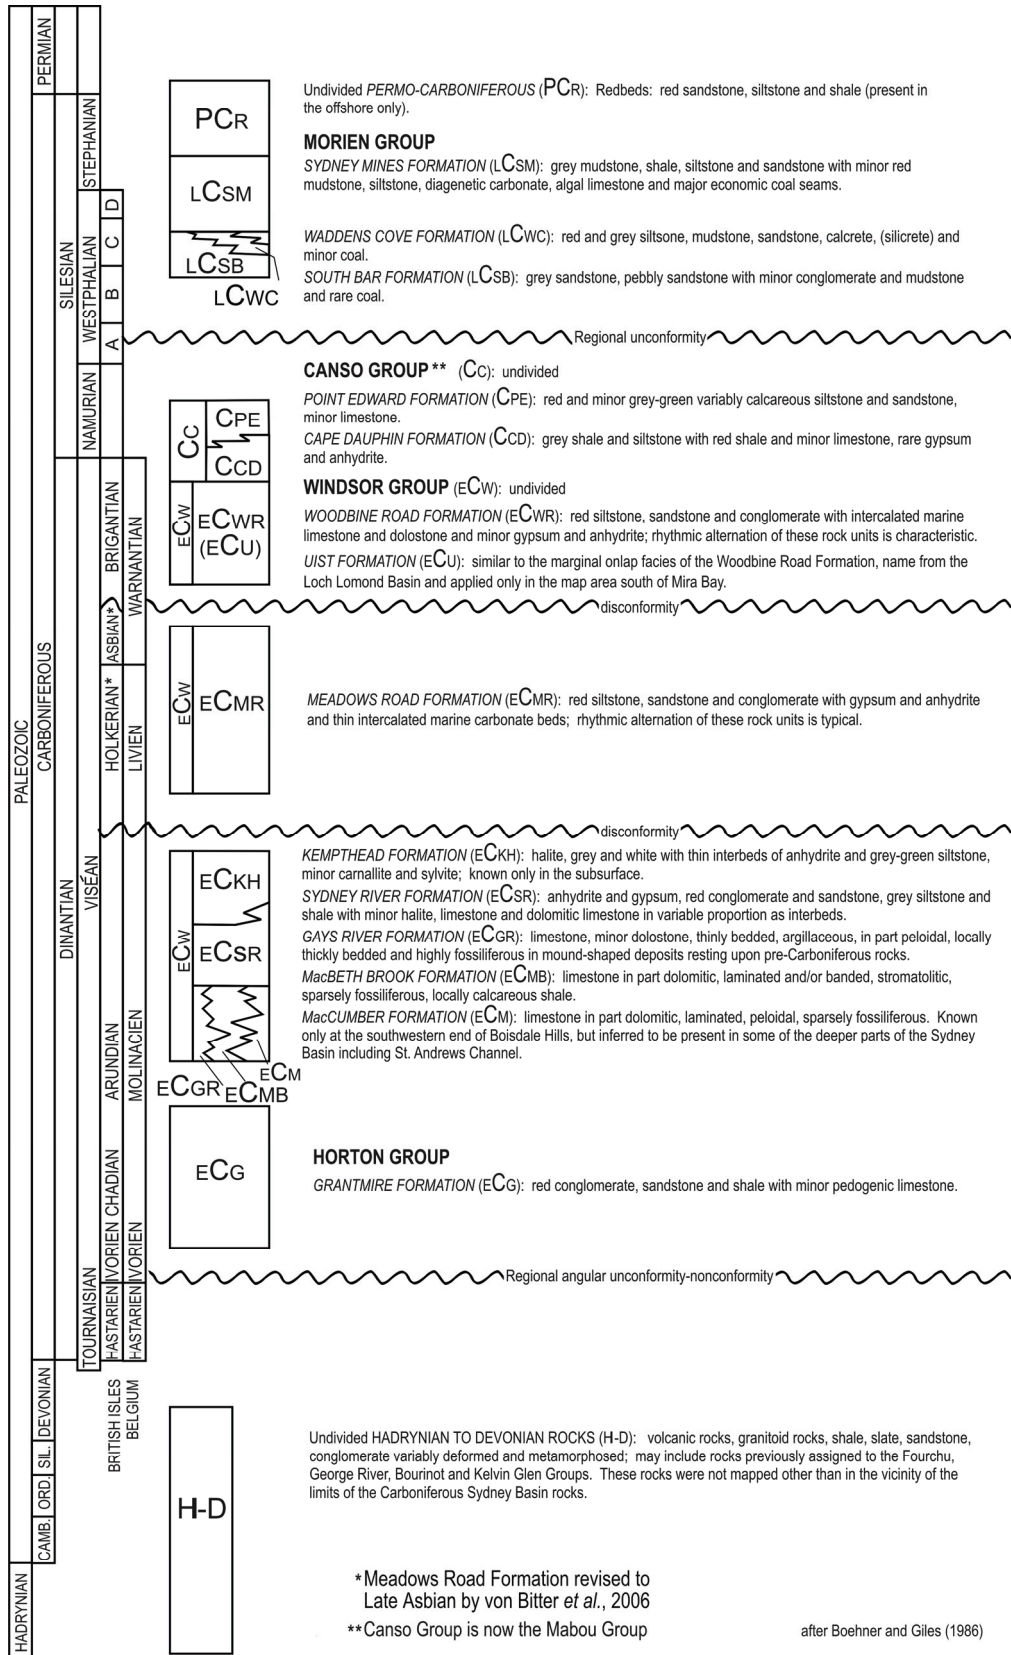 PERMIAN
CARBONIFEROUS
PALEOZOIC
HADRYNIAN
DEVONIAN
SIL.
ORD.
CAMB.
SILESIAN
DINANTIAN
STEPHANIAN
WESTPHALIAN
NAMURIAN
VISÉAN
TOURNAISIAN
D
C
B
A
BRIGANTIAN
ASBIAN*
HOLKERIAN*
ARUNDIAN
CHADIAN
IVORIEN
HASTARIEN
WARNANTIAN
LIVIEN
MOLINACIEN
IVORIEN
HASTARIEN
BRITISH ISLES
BELGIUM
PCR
LCSM
LCSB
LCWC
Undivided PERMO-CARBONIFEROUS (PCR): Redbeds: red sandstone, siltstone and shale (present in
the offshore only).
MORIEN GROUP
SYDNEY MINES FORMATION (LCSM): grey mudstone, shale, siltstone and sandstone with minor red
mudstone, siltstone, diagenetic carbonate, algal limestone and major economic coal seams.
WADDENS COVE FORMATION (LCWC): red and grey siltsone, mudstone, sandstone, calcrete, (silicrete) and
minor coal.
SOUTH BAR FORMATION (LCSB): grey sandstone, pebbly sandstone with minor conglomerate and mudstone
and rare coal.
Regional unconformity
CC
CPE
CCD
CANSO GROUP** (CC): undivided
POINT EDWARD FORMATION (CPE): red and minor grey-green variably calcareous siltstone and sandstone,
minor limestone.
CAPE DAUPHIN FORMATION (CCD): grey shale and siltstone with red shale and minor limestone, rare gypsum
and anhydrite.
ECW
ECWR
(ECU)
WINDSOR GROUP (ECW): undivided
WOODBINE ROAD FORMATION (ECWR): red siltstone, sandstone and conglomerate with intercalated marine
limestone and dolostone and minor gypsum and anhydrite; rhythmic alternation of these rock units is characteristic.
UIST FORMATION (ECU): similar to the marginal onlap facies of the Woodbine Road Formation, name from the
Loch Lomond Basin and applied only in the map area south of Mira Bay.
disconformity
ECW
ECMR
MEADOWS ROAD FORMATION (ECMR): red siltstone, sandstone and conglomerate with gypsum and anhydrite
and thin intercalated marine carbonate beds; rhythmic alternation of these rock units is typical.
disconformity
ECW
ECKH
ECSR
ECGR
ECMB
ECM
KEMPTHEAD FORMATION (ECKH): halite, grey and white with thin interbeds of anhydrite and grey-green siltstone,
minor carnallite and sylvite; known only in the subsurface.
SYDNEY RIVER FORMATION (ECSR): anhydrite and gypsum, red conglomerate and sandstone, grey siltstone and
shale with minor halite, limestone and dolomitic limestone in variable proportion as interbeds.
GAYS RIVER FORMATION (ECGR): limestone, minor dolostone, thinly bedded, argillaceous, in part peloidal, locally
thickly bedded and highly fossiliferous in mound-shaped deposits resting upon pre-Carboniferous rocks.
MacBETH BROOK FORMATION (ECMB): limestone in part dolomitic, laminated and/or banded, stromatolitic,
sparsely fossiliferous, locally calcareous shale.
MacCUMBER FORMATION (ECM): limestone in part dolomitic, laminated, peloidal, sparsely fossiliferous. Known
only at the southwestern end of Boisdale Hills, but inferred to be present in some of the deeper parts of the Sydney
Basin including St. Andrews Channel.
ECG
HORTON GROUP
GRANTMIRE FORMATION (ECG): red conglomerate, sandstone and shale with minor pedogenic limestone.
Regional angular unconformity-nonconformity
H-D
Undivided HADRYNIAN TO DEVONIAN ROCKS (H-D): volcanic rocks, granitoid rocks, shale, slate, sandstone,
conglomerate variably deformed and metamorphosed; may include rocks previously assigned to the Fourchu,
George River, Bourinot and Kelvin Glen Groups. These rocks were not mapped other than in the vicinity of the
limits of the Carboniferous Sydney Basin rocks.
*Meadows Road Formation revised to
Late Asbian by von Bitter et al., 2006
**Canso Group is now the Mabou Group
after Boehner and Giles (1986)